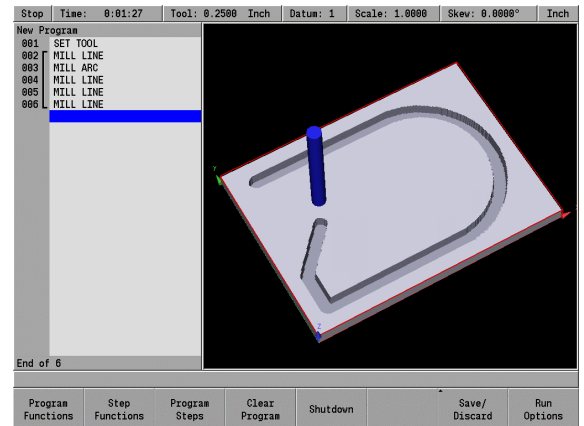 Stop Time: 0:01:27 Tool: 0.2500 Inch Datum: 1 Scale: 1.0000 Skew: 0.0000° Inch
New Program
001 SET TOOL
002 MILL LINE
003 MILL ARC
004 MILL LINE
005 MILL LINE
006 MILL LINE
Y
Z
End of 6
Program Functions
Step Functions
Program Steps
Clear Program
Shutdown
Save/ Discard
Run Options